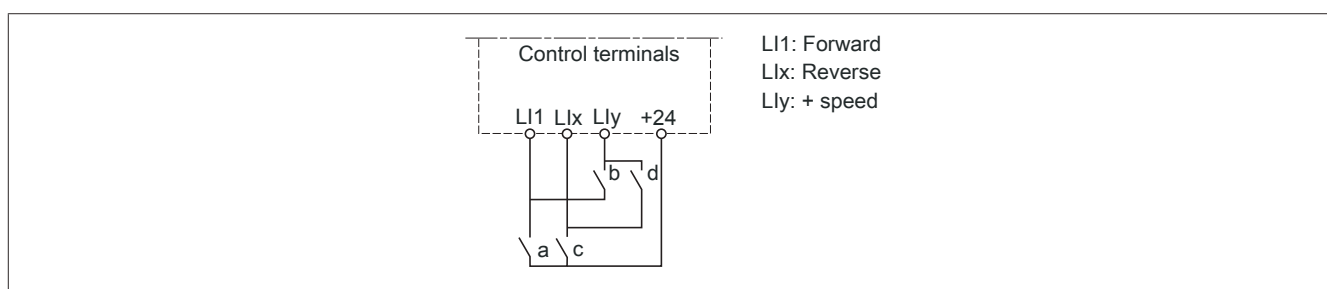 Control terminals
LI1: Forward
LIx: Reverse
LIy: + speed
LI1 LIx LIy +24
b d
a c